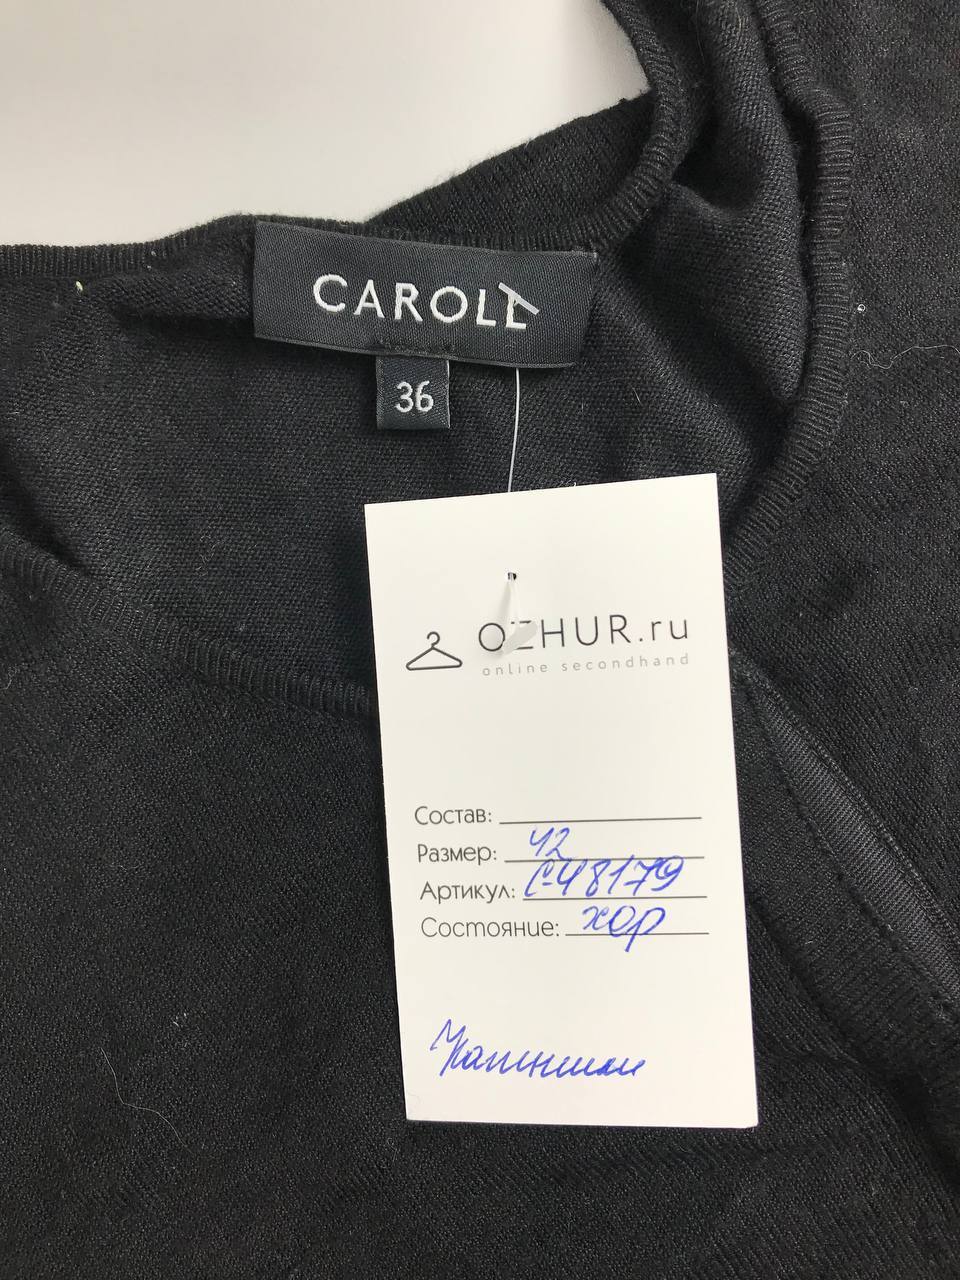 CAROLL
36
OZHUR.ru
online secondhand
Состав:
Размер: 42
Артикул: C-48179
Состояние: хор